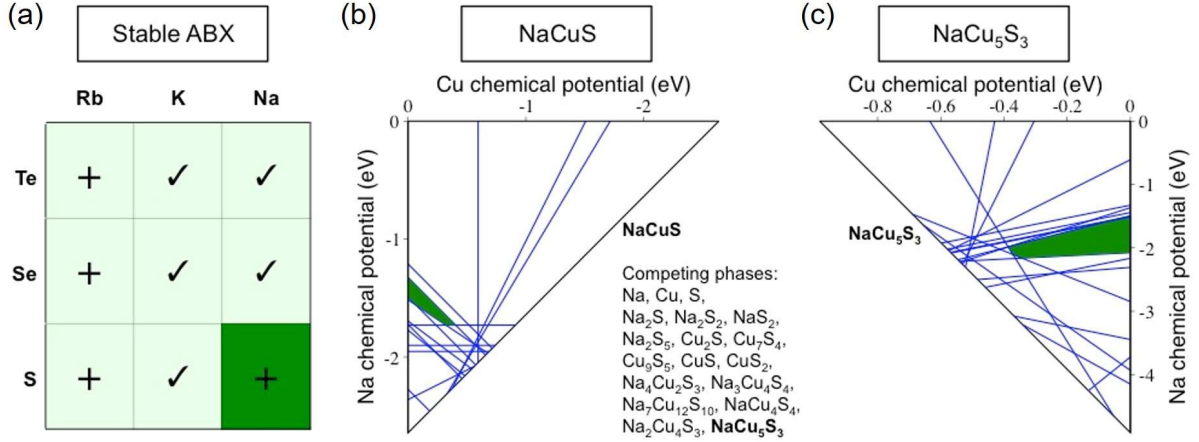 (a)
Stable ABX
Rb K Na
Te + ✓ ✓
Se + ✓ ✓
S + ✓ +
(b)
NaCuS
Cu chemical potential (eV)
0 -1 -2
Na chemical potential (eV)
0
-1
-2
NaCuS
Competing phases:
Na, Cu, S,
Na₂S, Na₂S₂, NaS₂,
Na₂S₅, Cu₂S, Cu₇S₄,
Cu₉S₅, CuS, CuS₂,
Na₄Cu₂S₃, Na₃Cu₄S₄,
Na₇Cu₁₂S₁₀, NaCu₄S₄,
Na₂Cu₄S₃, NaCu₅S₃
(c)
NaCu₅S₃
Cu chemical potential (eV)
-0.8 -0.6 -0.4 -0.2 0
0
-1
-2
-3
-4
Na chemical potential (eV)
NaCu₅S₃